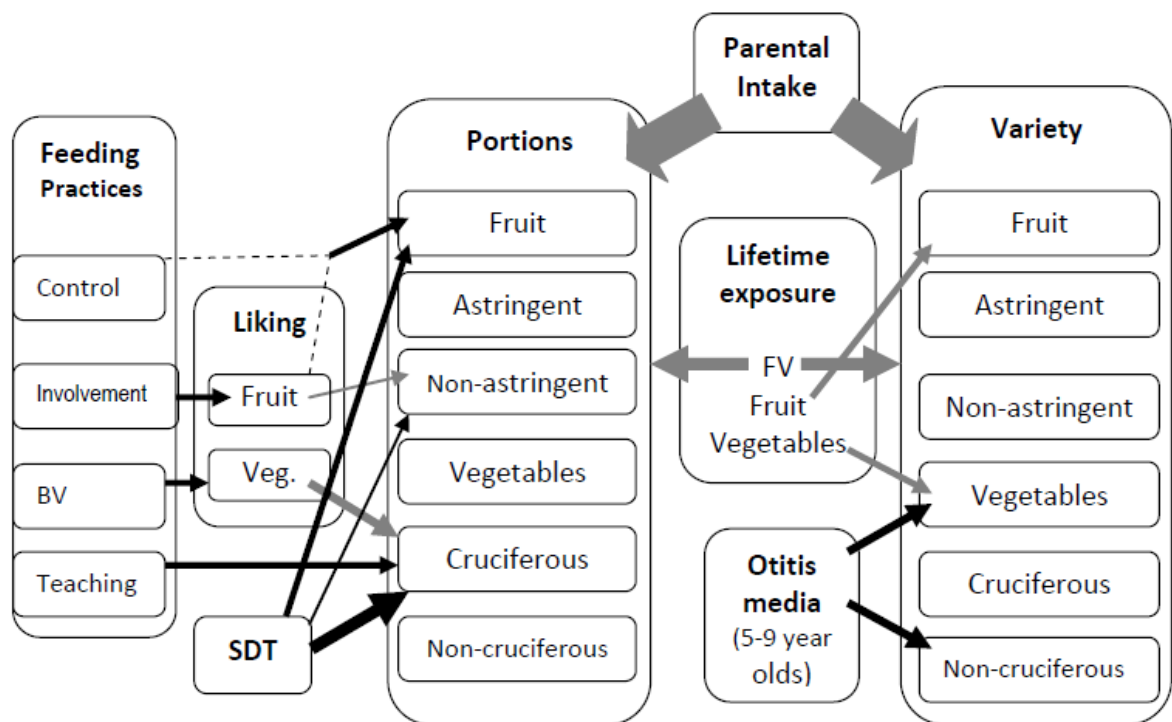 Parental
Intake
Feeding
Practices
Control
Involvement
BV
Teaching
Liking
Fruit
Veg.
SDT
Portions
Fruit
Astringent
Non-astringent
Vegetables
Cruciferous
Non-cruciferous
Lifetime
exposure
FV
Fruit
Vegetables
Otitis
media
(5-9 year
olds)
Variety
Fruit
Astringent
Non-astringent
Vegetables
Cruciferous
Non-cruciferous